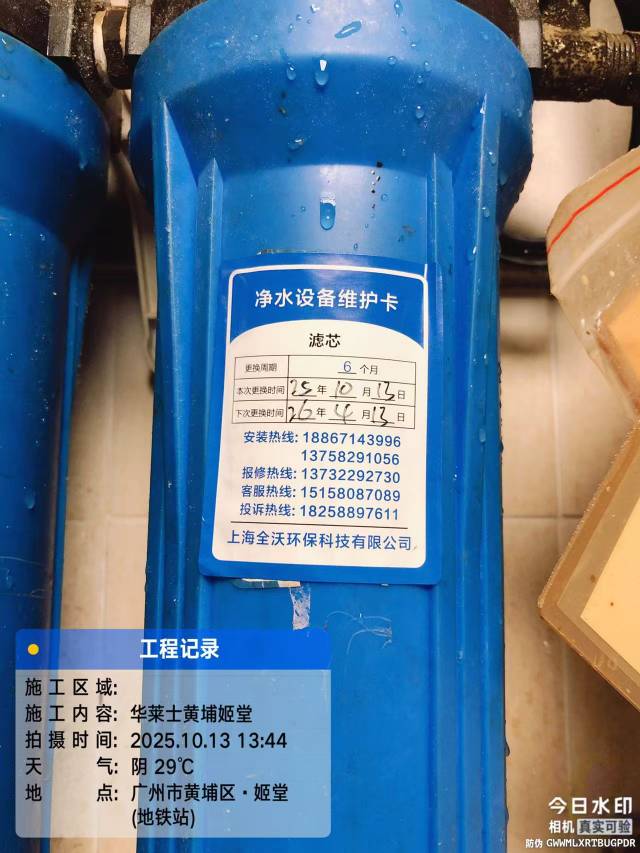 净水设备维护卡
滤芯
更换周期 6 个月
本次更换时间 25 年 10 月 13 日
下次更换时间 26 年 4 月 13 日
安装热线: 18867143996
13758291056
报修热线: 13732292730
客服热线: 15158087089
投诉热线: 18258897611
上海全沃环保科技有限公司
工程记录
施工区域:
施工内容: 华莱士黄埔姬堂
拍摄时间: 2025.10.13 13:44
天气: 阴 29℃
地点: 广州市黄埔区·姬堂
(地铁站)
今日水印
相机 真实可验
防伪 GWWMLXRTBUGPDR